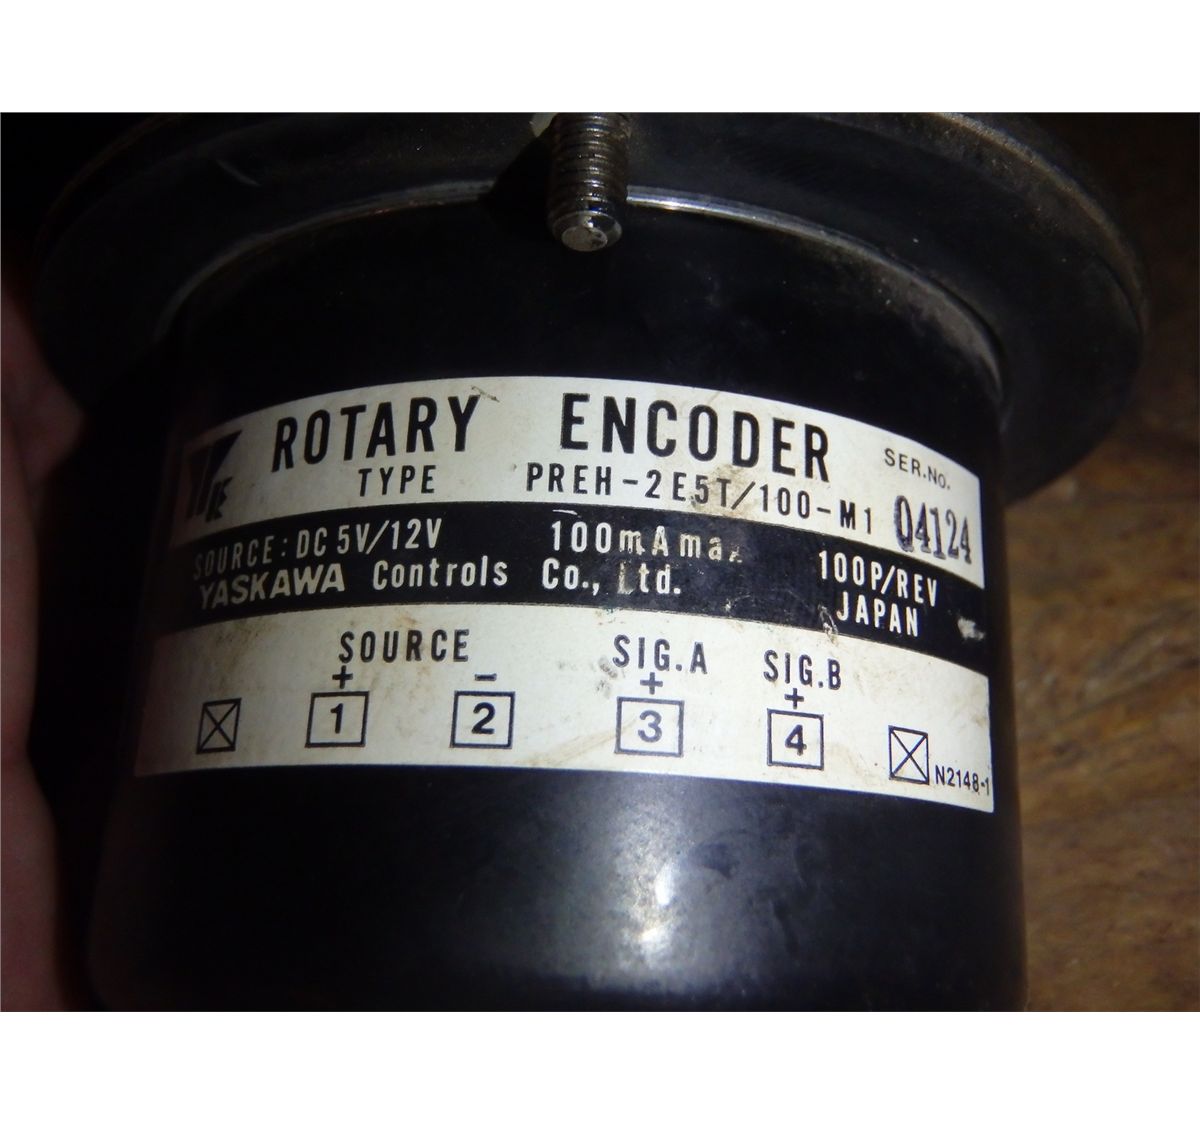 YE ROTARY ENCODER SER.No.
TYPE PREH-2E5T/100-M1 04124
SOURCE: DC 5V/12V 100mA max. 100P/REV
YASKAWA Controls Co., Ltd. JAPAN
SOURCE SIG.A SIG.B
+ - + +
1 2 3 4
N2148-1